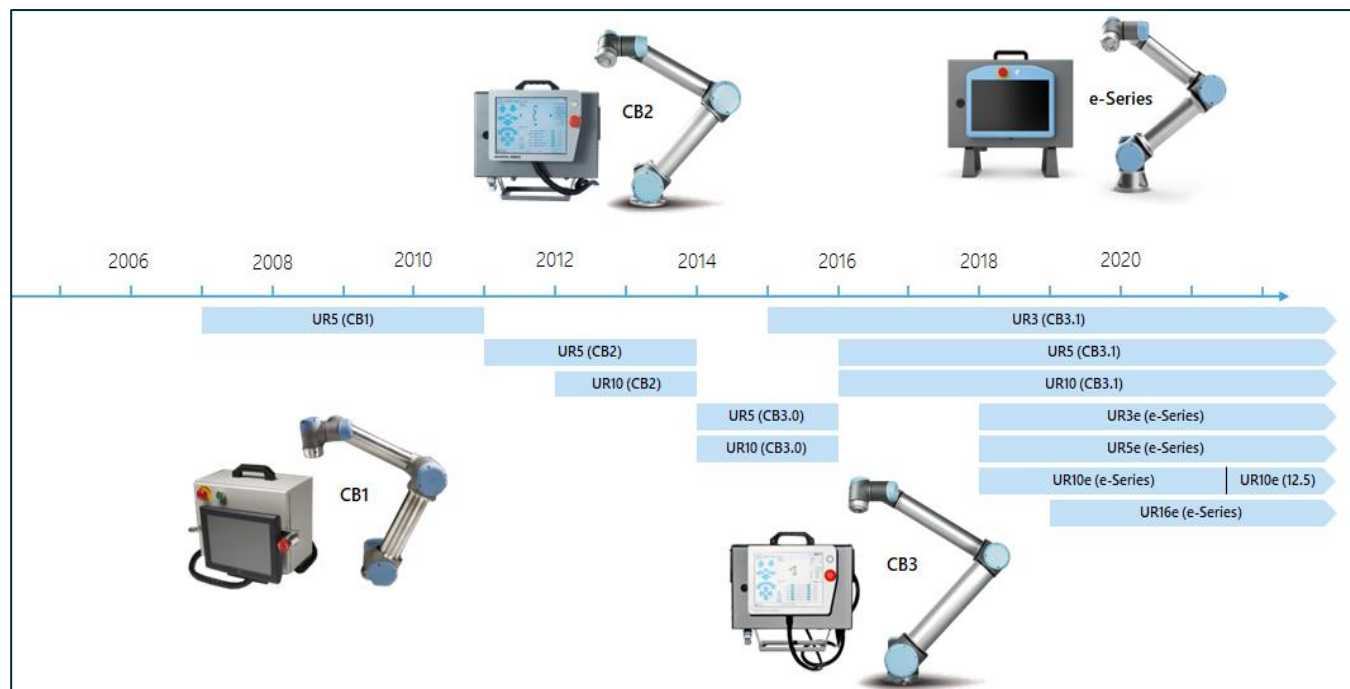 CB2
e-Series
2006
2008
2010
2012
2014
2016
2018
2020
UR5 (CB1)
UR3 (CB3.1)
UR5 (CB2)
UR5 (CB3.1)
UR10 (CB2)
UR10 (CB3.1)
UR5 (CB3.0)
UR3e (e-Series)
UR10 (CB3.0)
UR5e (e-Series)
UR10e (e-Series)
UR10e (12.5)
UR16e (e-Series)
CB1
CB3